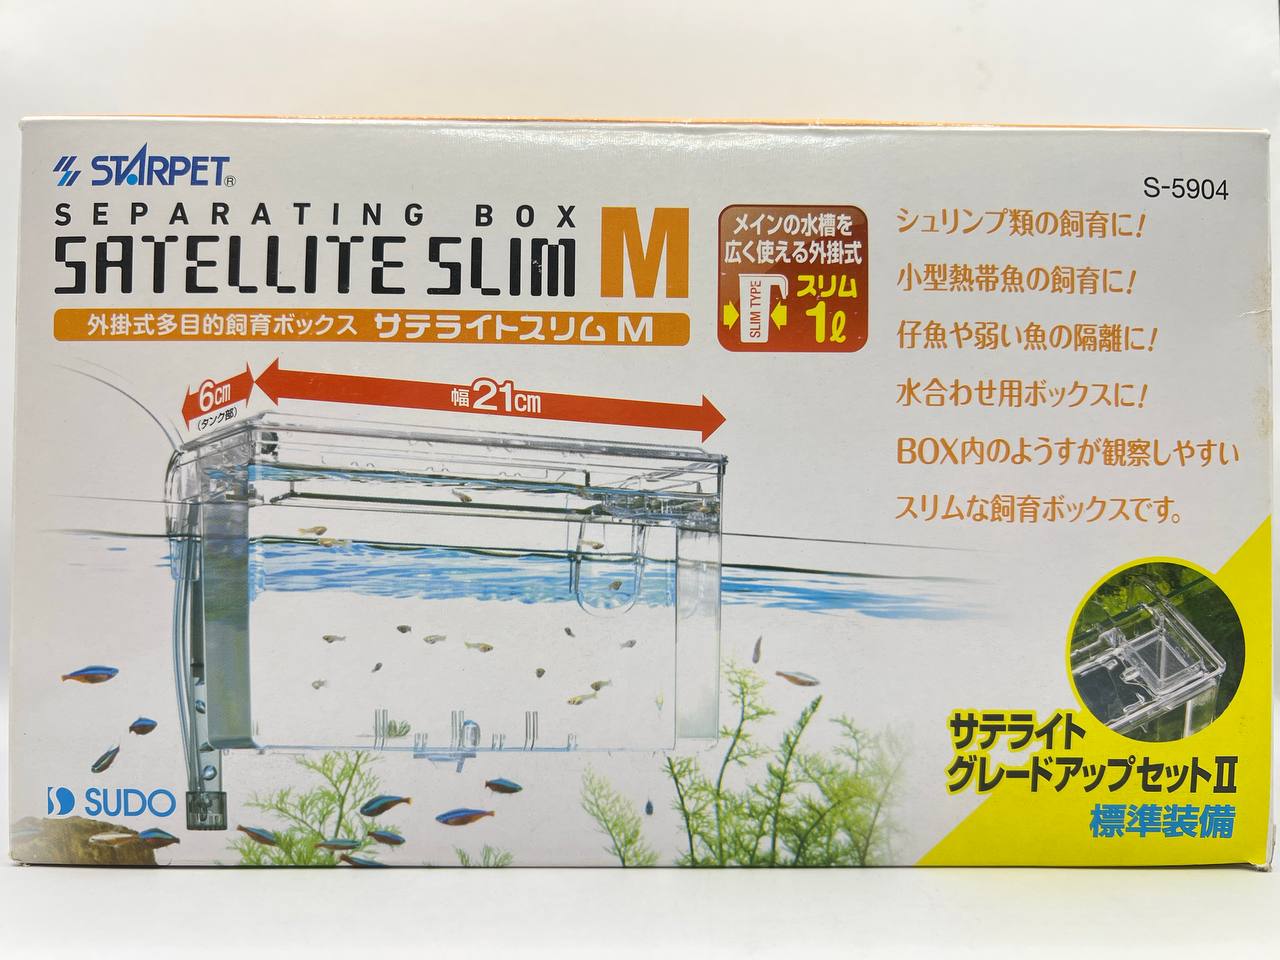 STARPET®
SEPARATING BOX
SATELLITE SLIM M
外掛式多目的飼育ボックス サテライトスリムM
メインの水槽を
広く使える外掛式
SLIM TYPE
スリム
1ℓ
S-5904
シュリンプ類の飼育に!
小型熱帯魚の飼育に!
仔魚や弱い魚の隔離に!
水合わせ用ボックスに!
BOX内のようすが観察しやすい
スリムな飼育ボックスです。
6cm
(タンク部)
幅21cm
サテライト
グレードアップセットⅡ
標準装備
SUDO